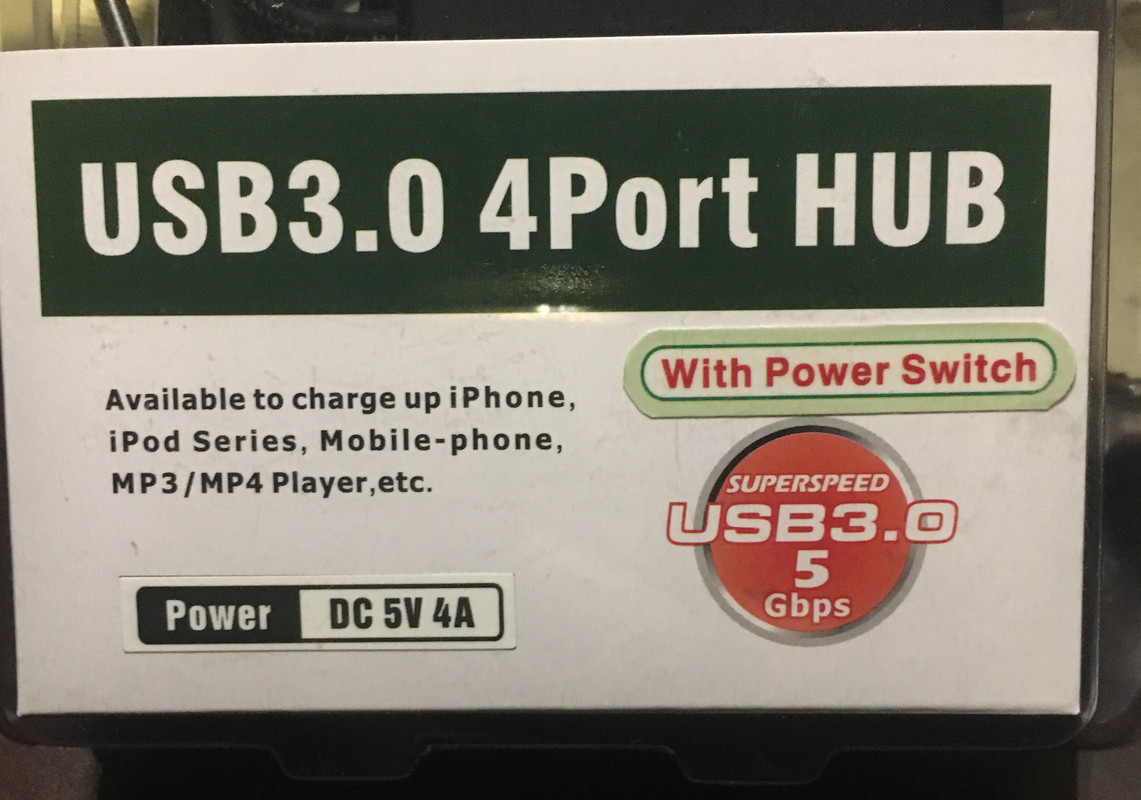 USB3.0 4Port HUB
With Power Switch
Available to charge up iPhone,
iPod Series, Mobile-phone,
MP3/MP4 Player,etc.
SUPERSPEED
USB3.0
5
Gbps
Power DC 5V 4A